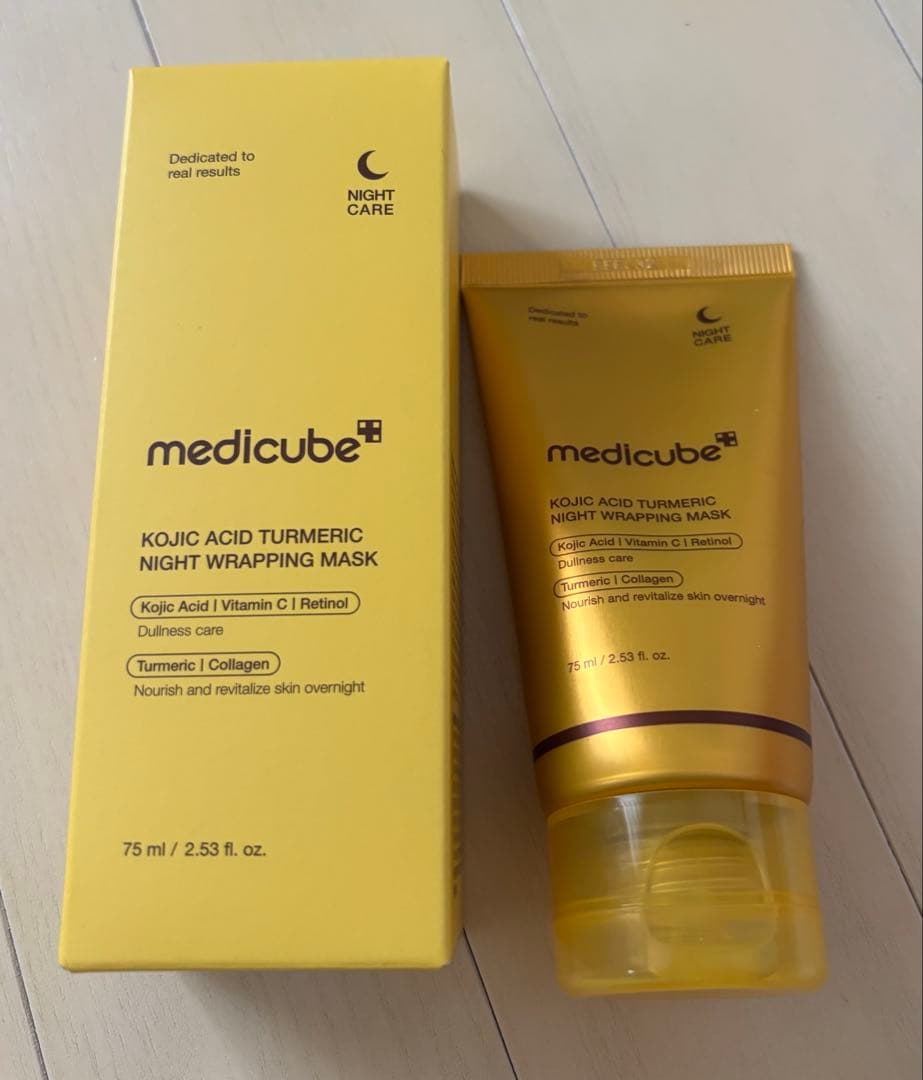 Dedicated to
real results
NIGHT
CARE
medicube
KOJIC ACID TURMERIC
NIGHT WRAPPING MASK
Kojic Acid | Vitamin C | Retinol
Dullness care
Turmeric | Collagen
Nourish and revitalize skin overnight
75 ml / 2.53 fl. oz.
Dedicated to
real results
NIGHT
CARE
medicube
KOJIC ACID TURMERIC
NIGHT WRAPPING MASK
Kojic Acid | Vitamin C | Retinol
Dullness care
Turmeric | Collagen
Nourish and revitalize skin overnight
75 ml / 2.53 fl. oz.